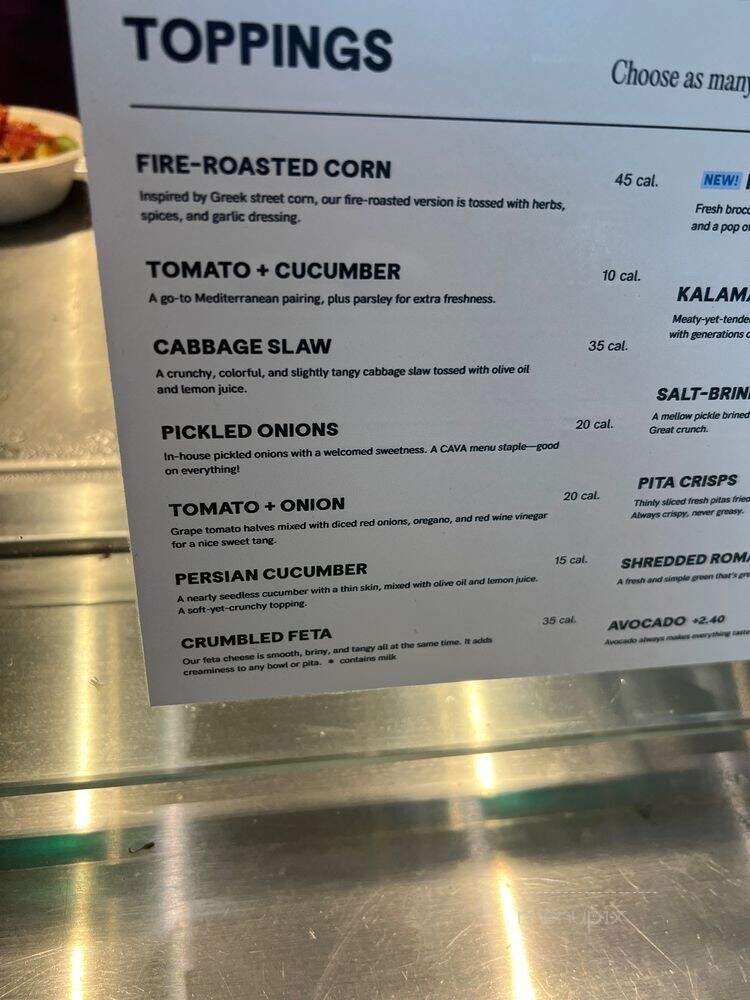 TOPPINGS
Choose as many
FIRE-ROASTED CORN
45 cal.
Inspired by Greek street corn, our fire-roasted version is tossed with herbs,
spices, and garlic dressing.
TOMATO + CUCUMBER
10 cal.
A go-to Mediterranean pairing, plus parsley for extra freshness.
CABBAGE SLAW
35 cal.
A crunchy, colorful, and slightly tangy cabbage slaw tossed with olive oil
and lemon juice.
PICKLED ONIONS
20 cal.
In-house pickled onions with a welcomed sweetness. A CAVA menu staple—good
on everything!
TOMATO + ONION
20 cal.
Grape tomato halves mixed with diced red onions, oregano, and red wine vinegar
for a nice sweet tang.
PERSIAN CUCUMBER
15 cal.
A nearly seedless cucumber with a thin skin, mixed with olive oil and lemon juice.
A soft-yet-crunchy topping.
CRUMBLED FETA
35 cal.
Our feta cheese is smooth, briny, and tangy all at the same time. It adds
creaminess to any bowl or pita. • contains milk
NEW!
Fresh broc
and a pop o
KALAMA
Meaty-yet-tende
with generations o
SALT-BRIN
A mellow pickle brined
Great crunch.
PITA CRISPS
Thinly sliced fresh pitas fried
Always crispy, never greasy.
SHREDDED ROMA
A fresh and simple green that's gre
AVOCADO +2.40
Avocado always makes everything taste
menupix